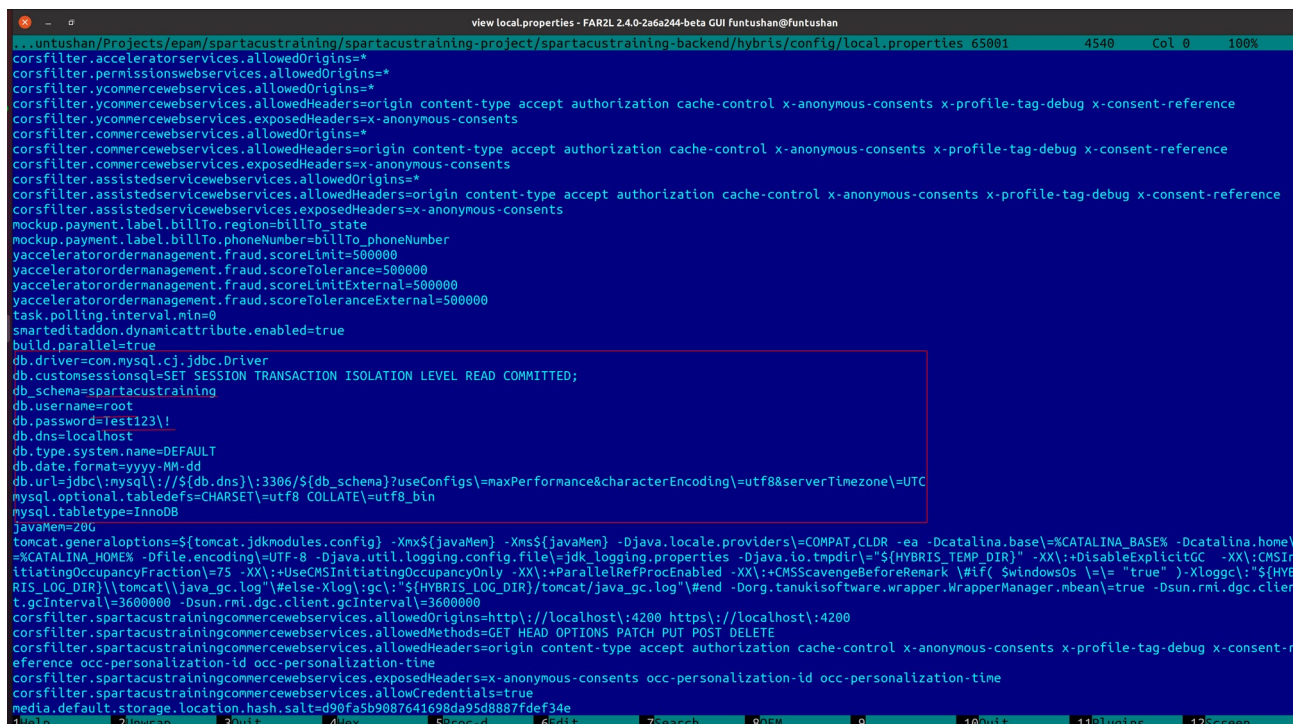 view local.properties - FAR2L 2.4.0-2a6a244-beta GUI funtushan@funtushan
...untushan/Projects/epam/spartacustraining/spartacustraining-project/spartacustraining-backend/hybris/config/local.properties 65001 4540 Col 0 100%
corsfilter.acceleratorservices.allowedOrigins=*
corsfilter.permissionswebservices.allowedOrigins=*
corsfilter.ycommercewebservices.allowedOrigins=*
corsfilter.ycommercewebservices.allowedHeaders=origin content-type accept authorization cache-control x-anonymous-consents x-profile-tag-debug x-consent-reference
corsfilter.ycommercewebservices.exposedHeaders=x-anonymous-consents
corsfilter.commercewebservices.allowedOrigins=*
corsfilter.commercewebservices.allowedHeaders=origin content-type accept authorization cache-control x-anonymous-consents x-profile-tag-debug x-consent-reference
corsfilter.commercewebservices.exposedHeaders=x-anonymous-consents
corsfilter.assistedservicewebservices.allowedOrigins=*
corsfilter.assistedservicewebservices.allowedHeaders=origin content-type accept authorization cache-control x-anonymous-consents x-profile-tag-debug x-consent-reference
corsfilter.assistedservicewebservices.exposedHeaders=x-anonymous-consents
mockup.payment.label.billTo.region=billTo_state
mockup.payment.label.billTo.phoneNumber=billTo_phoneNumber
yacceleratorordermanagement.fraud.scoreLimit=500000
yacceleratorordermanagement.fraud.scoreTolerance=500000
yacceleratorordermanagement.fraud.scoreLimitExternal=500000
yacceleratorordermanagement.fraud.scoreToleranceExternal=500000
task.polling.interval.min=0
smarteditaddon.dynamicattribute.enabled=true
build.parallel=true
db.driver=com.mysql.cj.jdbc.Driver
db.customsessionsql=SET SESSION TRANSACTION ISOLATION LEVEL READ COMMITTED;
db_schema=spartacustraining
db.username=root
db.password=Test123\!
db.dns=localhost
db.type.system.name=DEFAULT
db.date.format=yyyy-MM-dd
db.url=jdbc\:mysql\://${db.dns}\:3306/${db_schema}?useConfigs\=maxPerformance&characterEncoding\=utf8&serverTimezone\=UTC
mysql.optional.tabledefs=CHARSET\=utf8 COLLATE\=utf8_bin
mysql.tabletype=InnoDB
javaMem=20G
tomcat.generaloptions=${tomcat.jdkmodules.config} -Xmx${javaMem} -Xms${javaMem} -Djava.locale.providers\=COMPAT,CLDR -ea -Dcatalina.base\=%CATALINA_BASE% -Dcatalina.home\
=%CATALINA_HOME% -Dfile.encoding\=UTF-8 -Djava.util.logging.config.file\=jdk_logging.properties -Djava.io.tmpdir\="${HYBRIS_TEMP_DIR}" -XX\:+DisableExplicitGC -XX\:CMSIn
itiatingOccupancyFraction\=75 -XX\:+UseCMSInitiatingOccupancyOnly -XX\:+ParallelRefProcEnabled -XX\:+CMSScavengeBeforeRemark \#if( $windowsOs \=\= "true" )-Xloggc\:"${HYB
RIS_LOG_DIR}\\tomcat\\java_gc.log"\#else-Xlog\:gc\:"${HYBRIS_LOG_DIR}/tomcat/java_gc.log"\#end -Dorg.tanukisoftware.wrapper.WrapperManager.mbean\=true -Dsun.rmi.dgc.clien
t.gcInterval\=3600000 -Dsun.rmi.dgc.client.gcInterval\=3600000
corsfilter.spartacustrainingcommercewebservices.allowedOrigins=http\://localhost\:4200 https\://localhost\:4200
corsfilter.spartacustrainingcommercewebservices.allowedMethods=GET HEAD OPTIONS PATCH PUT POST DELETE
corsfilter.spartacustrainingcommercewebservices.allowedHeaders=origin content-type accept authorization cache-control x-anonymous-consents x-profile-tag-debug x-consent-r
eference occ-personalization-id occ-personalization-time
corsfilter.spartacustrainingcommercewebservices.exposedHeaders=x-anonymous-consents occ-personalization-id occ-personalization-time
corsfilter.spartacustrainingcommercewebservices.allowCredentials=true
media.default.storage.location.hash.salt=d90fa5b9087641698da95d8887fdef34e
1Help 2Unwrap 3Quit 4Hex 5Proc-d 6Edit 7Search 8OEM 9 10Quit 11Plugins 12Screen